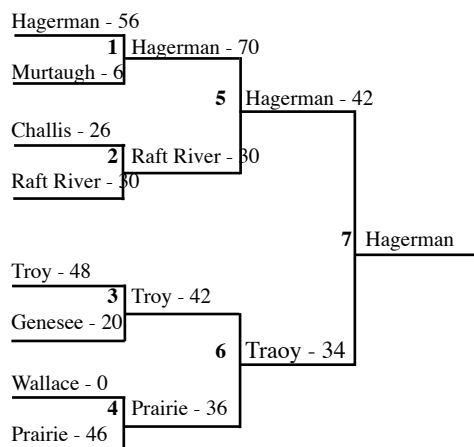 Hagerman - 56
1 Hagerman - 70
Murtaugh - 6
5 Hagerman - 42
Challis - 26
2 Raft River - 30
Raft River - 30
7 Hagerman
Troy - 48
3 Troy - 42
Genesee - 20
6 Traoy - 34
Wallace - 0
4 Prairie - 36
Prairie - 46